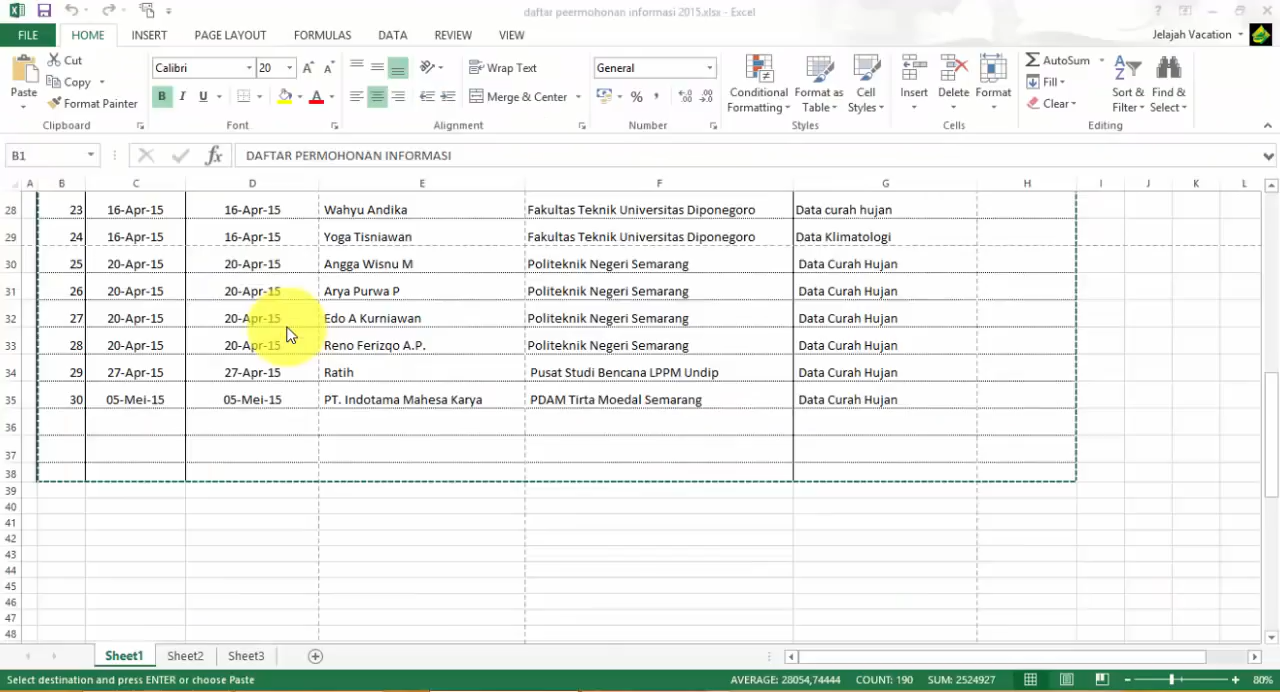 daftar peermohonan informasi 2015.xlsx - Excel
FILE HOME INSERT PAGE LAYOUT FORMULAS DATA REVIEW VIEW Jelajah Vacation
Paste Cut Copy Format Painter
Clipboard
Calibri 20 A A
B I U A
Font
Wrap Text
Merge & Center
Alignment
General
% ,
Number
Conditional Formatting Format as Table Cell Styles
Styles
Insert Delete Format
Cells
AutoSum
Fill
Clear
Sort & Filter Find & Select
Editing
B1 fx DAFTAR PERMOHONAN INFORMASI
A B C D E F G H I J K L
28 23 16-Apr-15 16-Apr-15 Wahyu Andika Fakultas Teknik Universitas Diponegoro Data curah hujan
29 24 16-Apr-15 16-Apr-15 Yoga Tisniawan Fakultas Teknik Universitas Diponegoro Data Klimatologi
30 25 20-Apr-15 20-Apr-15 Angga Wisnu M Politeknik Negeri Semarang Data Curah Hujan
31 26 20-Apr-15 20-Apr-15 Arya Purwa P Politeknik Negeri Semarang Data Curah Hujan
32 27 20-Apr-15 20-Apr-15 Edo A Kurniawan Politeknik Negeri Semarang Data Curah Hujan
33 28 20-Apr-15 20-Apr-15 Reno Ferizqo A.P. Politeknik Negeri Semarang Data Curah Hujan
34 29 27-Apr-15 27-Apr-15 Ratih Pusat Studi Bencana LPPM Undip Data Curah Hujan
35 30 05-Mei-15 05-Mei-15 PT. Indotama Mahesa Karya PDAM Tirta Moedal Semarang Data Curah Hujan
36
37
38
39
40
41
42
43
44
45
46
47
48
Sheet1 Sheet2 Sheet3
Select destination and press ENTER or choose Paste AVERAGE: 28054,74444 COUNT: 190 SUM: 2524927 80%